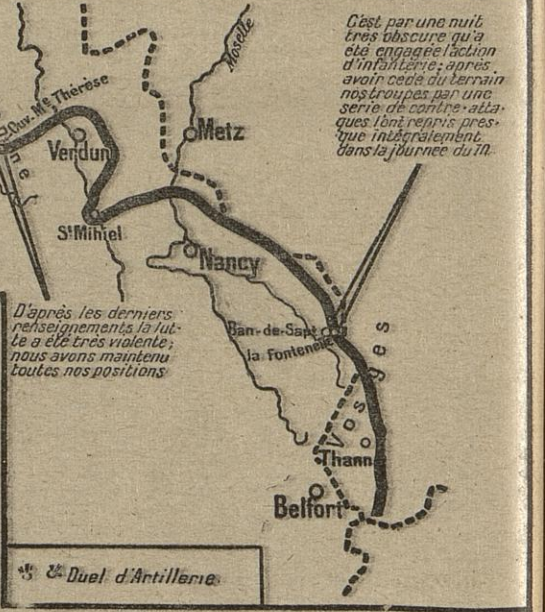 Moselle
C'est par une nuit
très obscure qu'a
été engagée l'action
d'infanterie; après
avoir cédé du terrain
nos troupes par une
série de contre-atta-
ques l'ont repris pres-
que intégralement
dans la journée du
Ouv. Mie Thérèse
Metz
Verdun
St Mihiel
Nancy
D'après les derniers
renseignements la lut-
te a été très violente;
nous avons maintenu
toutes nos positions
Ban-de-Sapt
la Fontenelle
Vosges
Thann
Belfort
Duel d'Artillerie